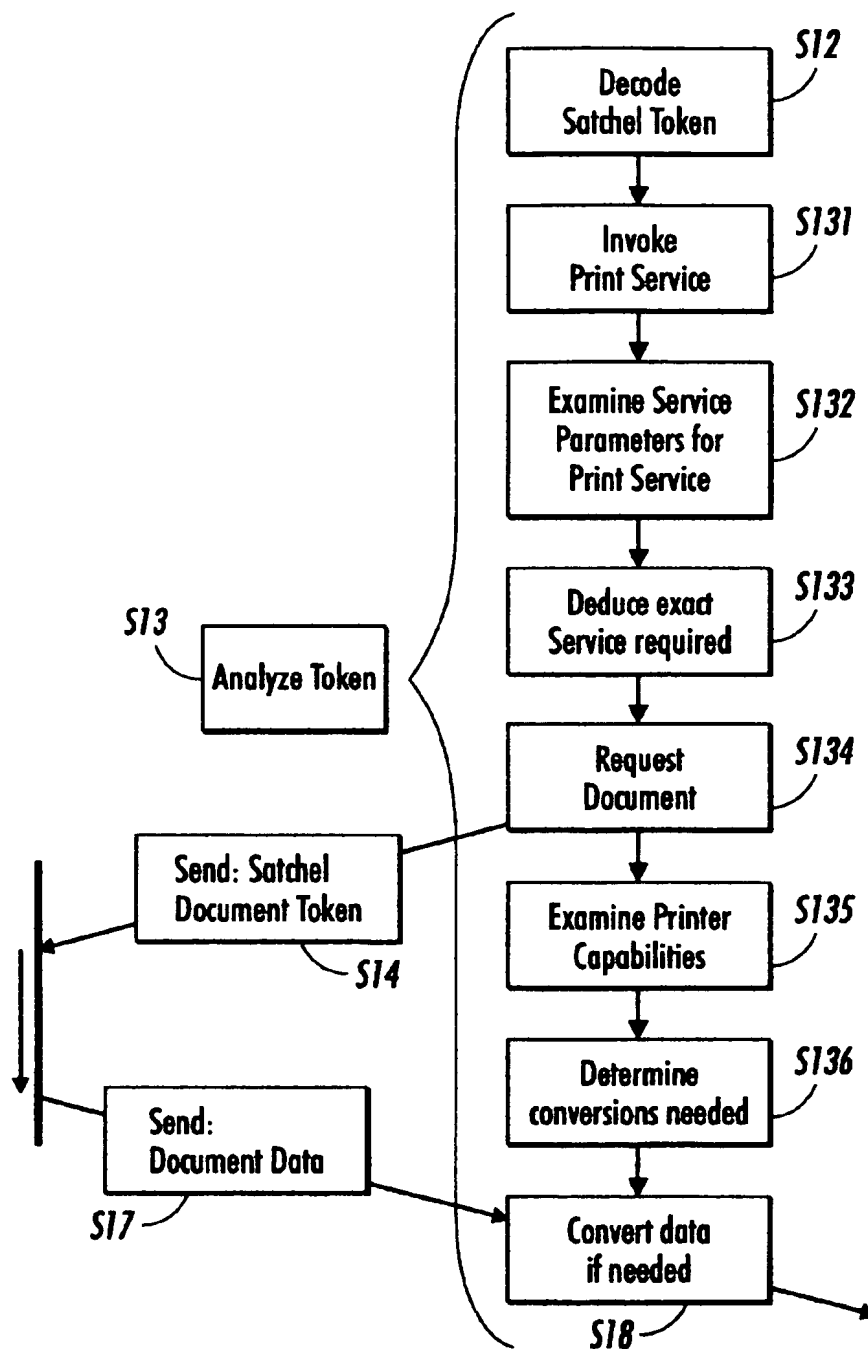 S12
Decode
Satchel Token
S131
Invoke
Print Service
S132
Examine Service
Parameters for
Print Service
S133
Deduce exact
Service required
S13
Analyze Token
S134
Request
Document
Send: Satchel
Document Token
S14
S135
Examine Printer
Capabilities
S136
Determine
conversions needed
Send:
Document Data
S17
Convert data
if needed
S18